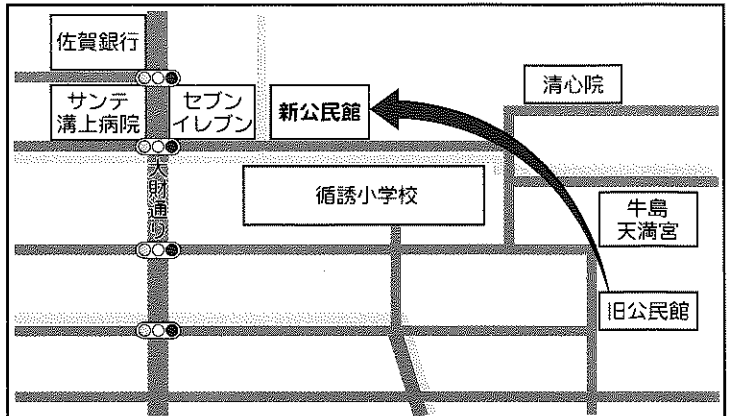 佐賀銀行
サンテ
溝上病院
セブン
イレブン
新公民館
清心院
大財通り
循誘小学校
牛島
天満宮
旧公民館